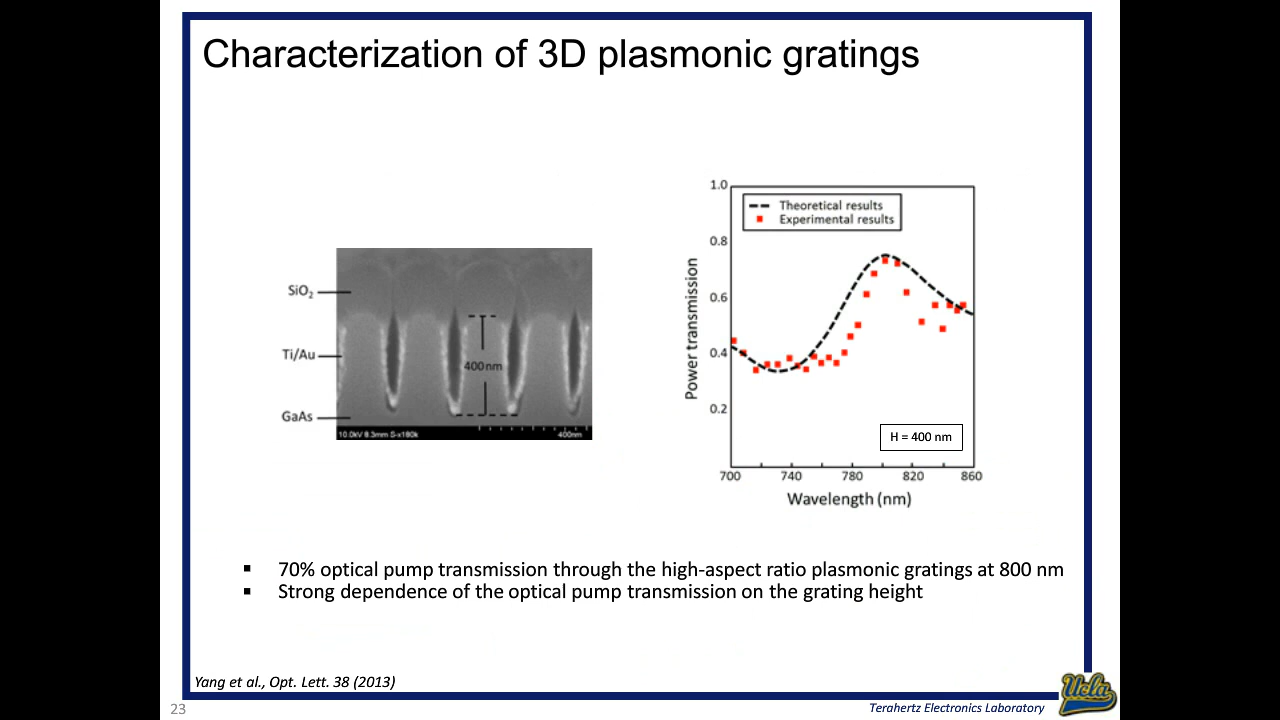 Characterization of 3D plasmonic gratings
SiO2
Ti/Au
GaAs
400nm
10.0kV 8.3mm S-x180k
400nm
1.0
0.8
0.6
0.4
0.2
Power transmission
Theoretical results
Experimental results
H = 400 nm
700 740 780 820 860
Wavelength (nm)
▪ 70% optical pump transmission through the high-aspect ratio plasmonic gratings at 800 nm
▪ Strong dependence of the optical pump transmission on the grating height
Yang et al., Opt. Lett. 38 (2013)
23
Terahertz Electronics Laboratory
Ucla